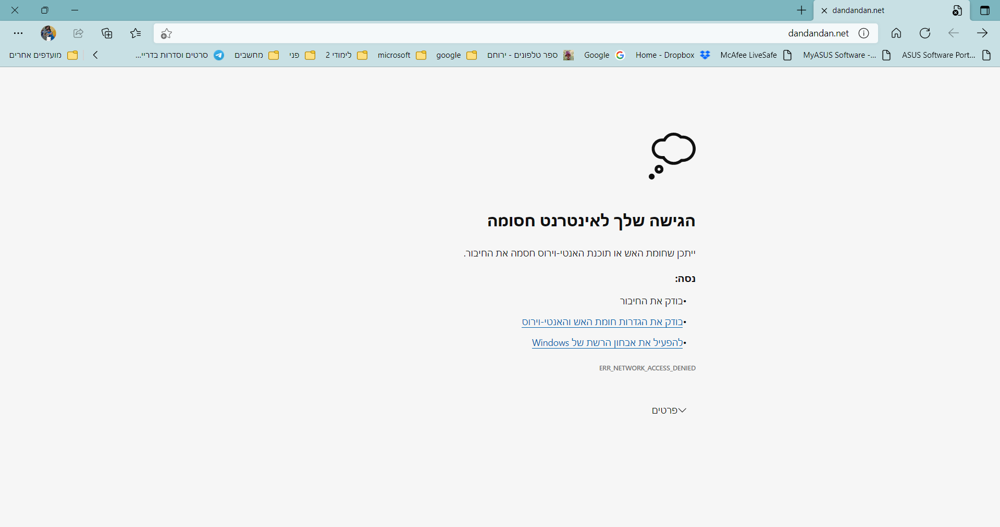 dandandan.net
dandandan.net
ASUS Software Port...
MyASUS Software -...
McAfee LiveSafe
Home - Dropbox
Google
ספר טלפונים - ירוחם
google
microsoft
לימודי 2
פני
מחשבים
סרטים וסדרות בדריי...
מועדפים אחרים
הגישה שלך לאינטרנט חסומה
ייתכן שחומת האש או תוכנת האנטי-וירוס חסמה את החיבור.
נסה:
•בודק את החיבור
•בודק את הגדרות חומת האש והאנטי-וירוס
•להפעיל את אבחון הרשת של Windows
ERR_NETWORK_ACCESS_DENIED
פרטים